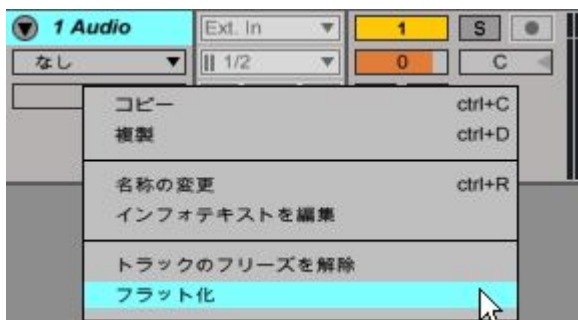 1 Audio
Ext. In
1
S
なし
1/2
0
C
コピー
ctrl+C
複製
ctrl+D
名称の変更
ctrl+R
インフォテキストを編集
トラックのフリーズを解除
フラット化